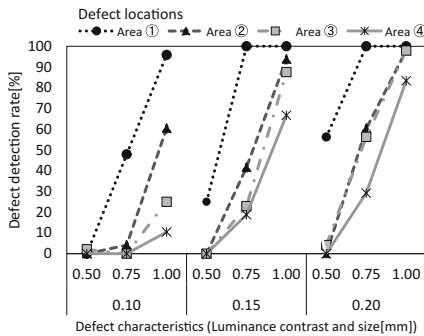 Defect locations
Area ① Area ② Area ③ Area ④
Defect detection rate[%]
100
90
80
70
60
50
40
30
20
10
0
0.50 0.75 1.00 0.50 0.75 1.00 0.50 0.75 1.00
0.10 0.15 0.20
Defect characteristics (Luminance contrast and size[mm])